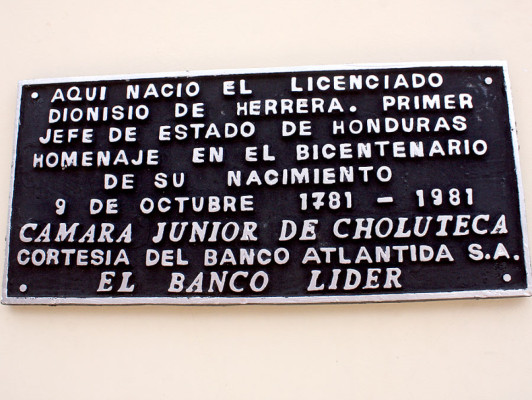 AQUI NACIO EL LICENCIADO
DIONISIO DE HERRERA. PRIMER
JEFE DE ESTADO DE HONDURAS
HOMENAJE EN EL BICENTENARIO
DE SU NACIMIENTO
9 DE OCTUBRE 1781 - 1981
CAMARA JUNIOR DE CHOLUTECA
CORTESIA DEL BANCO ATLANTIDA S.A.
EL BANCO LIDER